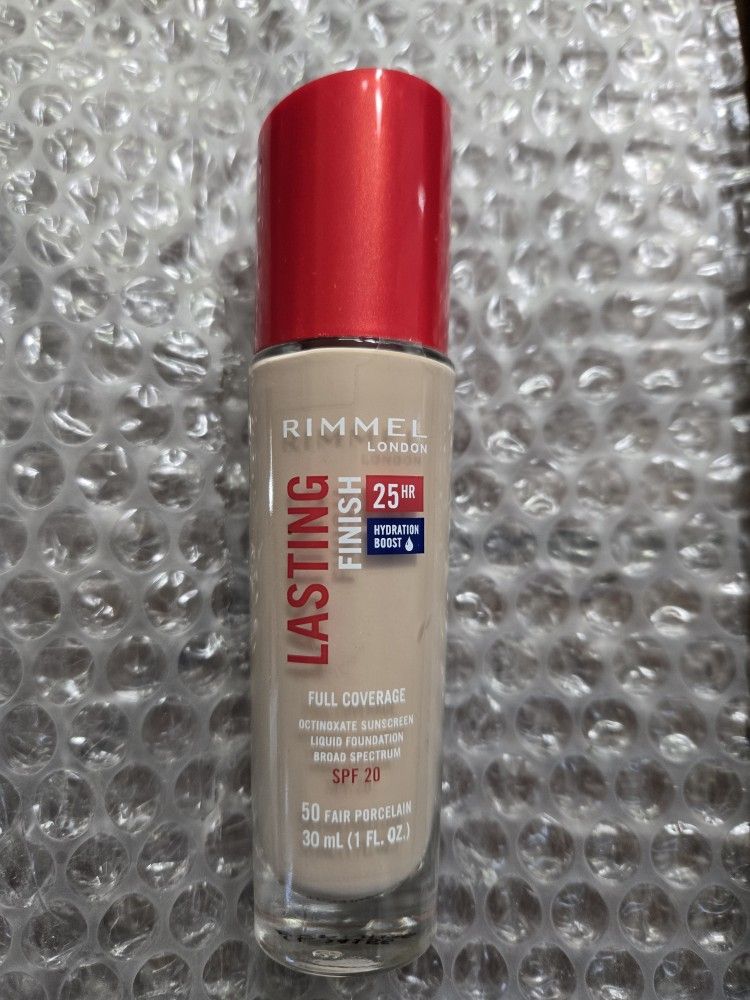 RIMMEL
LONDON
LASTING
FINISH
25HR
HYDRATION
BOOST
FULL COVERAGE
OCTINOXATE SUNSCREEN
LIQUID FOUNDATION
BROAD SPECTRUM
SPF 20
50 FAIR PORCELAIN
30 mL (1 FL. OZ.)